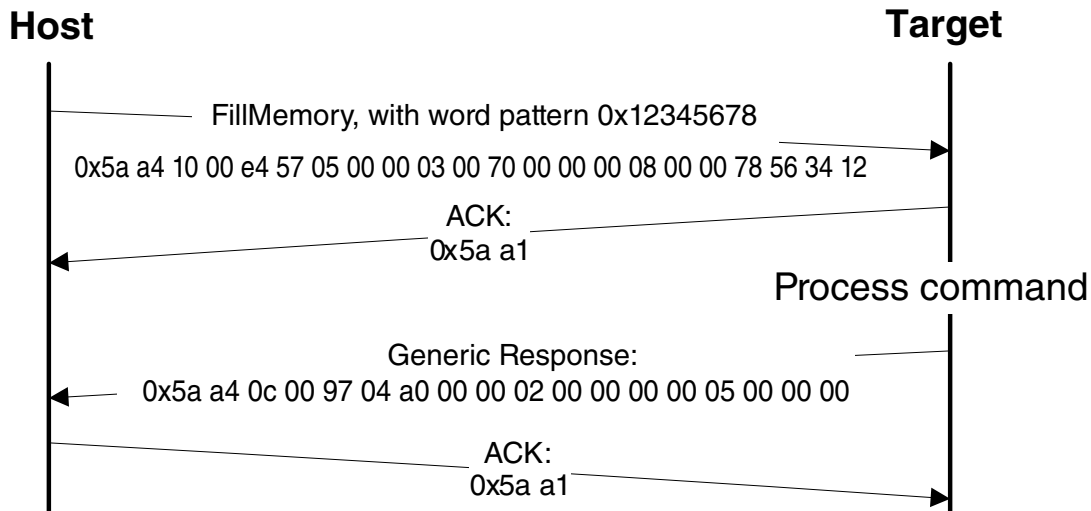 Host
Target
FillMemory, with word pattern 0x12345678
0x5a a4 10 00 e4 57 05 00 00 03 00 70 00 00 00 08 00 00 78 56 34 12
ACK:
0x5a a1
Process command
Generic Response:
0x5a a4 0c 00 97 04 a0 00 00 02 00 00 00 00 05 00 00 00
ACK:
0x5a a1